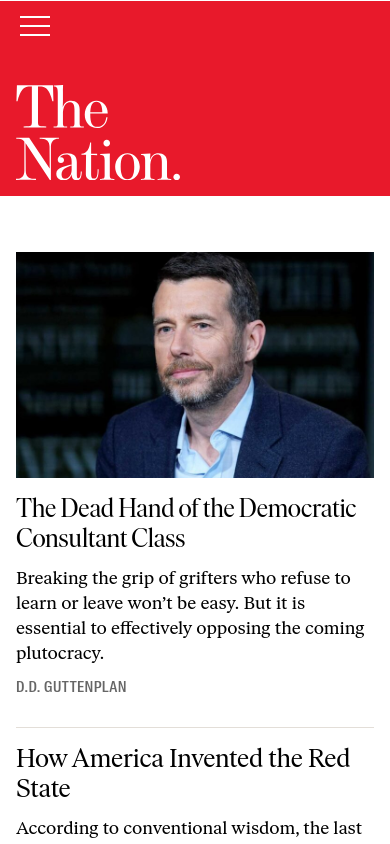 The
Nation.
The Dead Hand of the Democratic
Consultant Class
Breaking the grip of grifters who refuse to
learn or leave won’t be easy. But it is
essential to effectively opposing the coming
plutocracy.
D.D. GUTTENPLAN
How America Invented the Red
State
According to conventional wisdom, the last